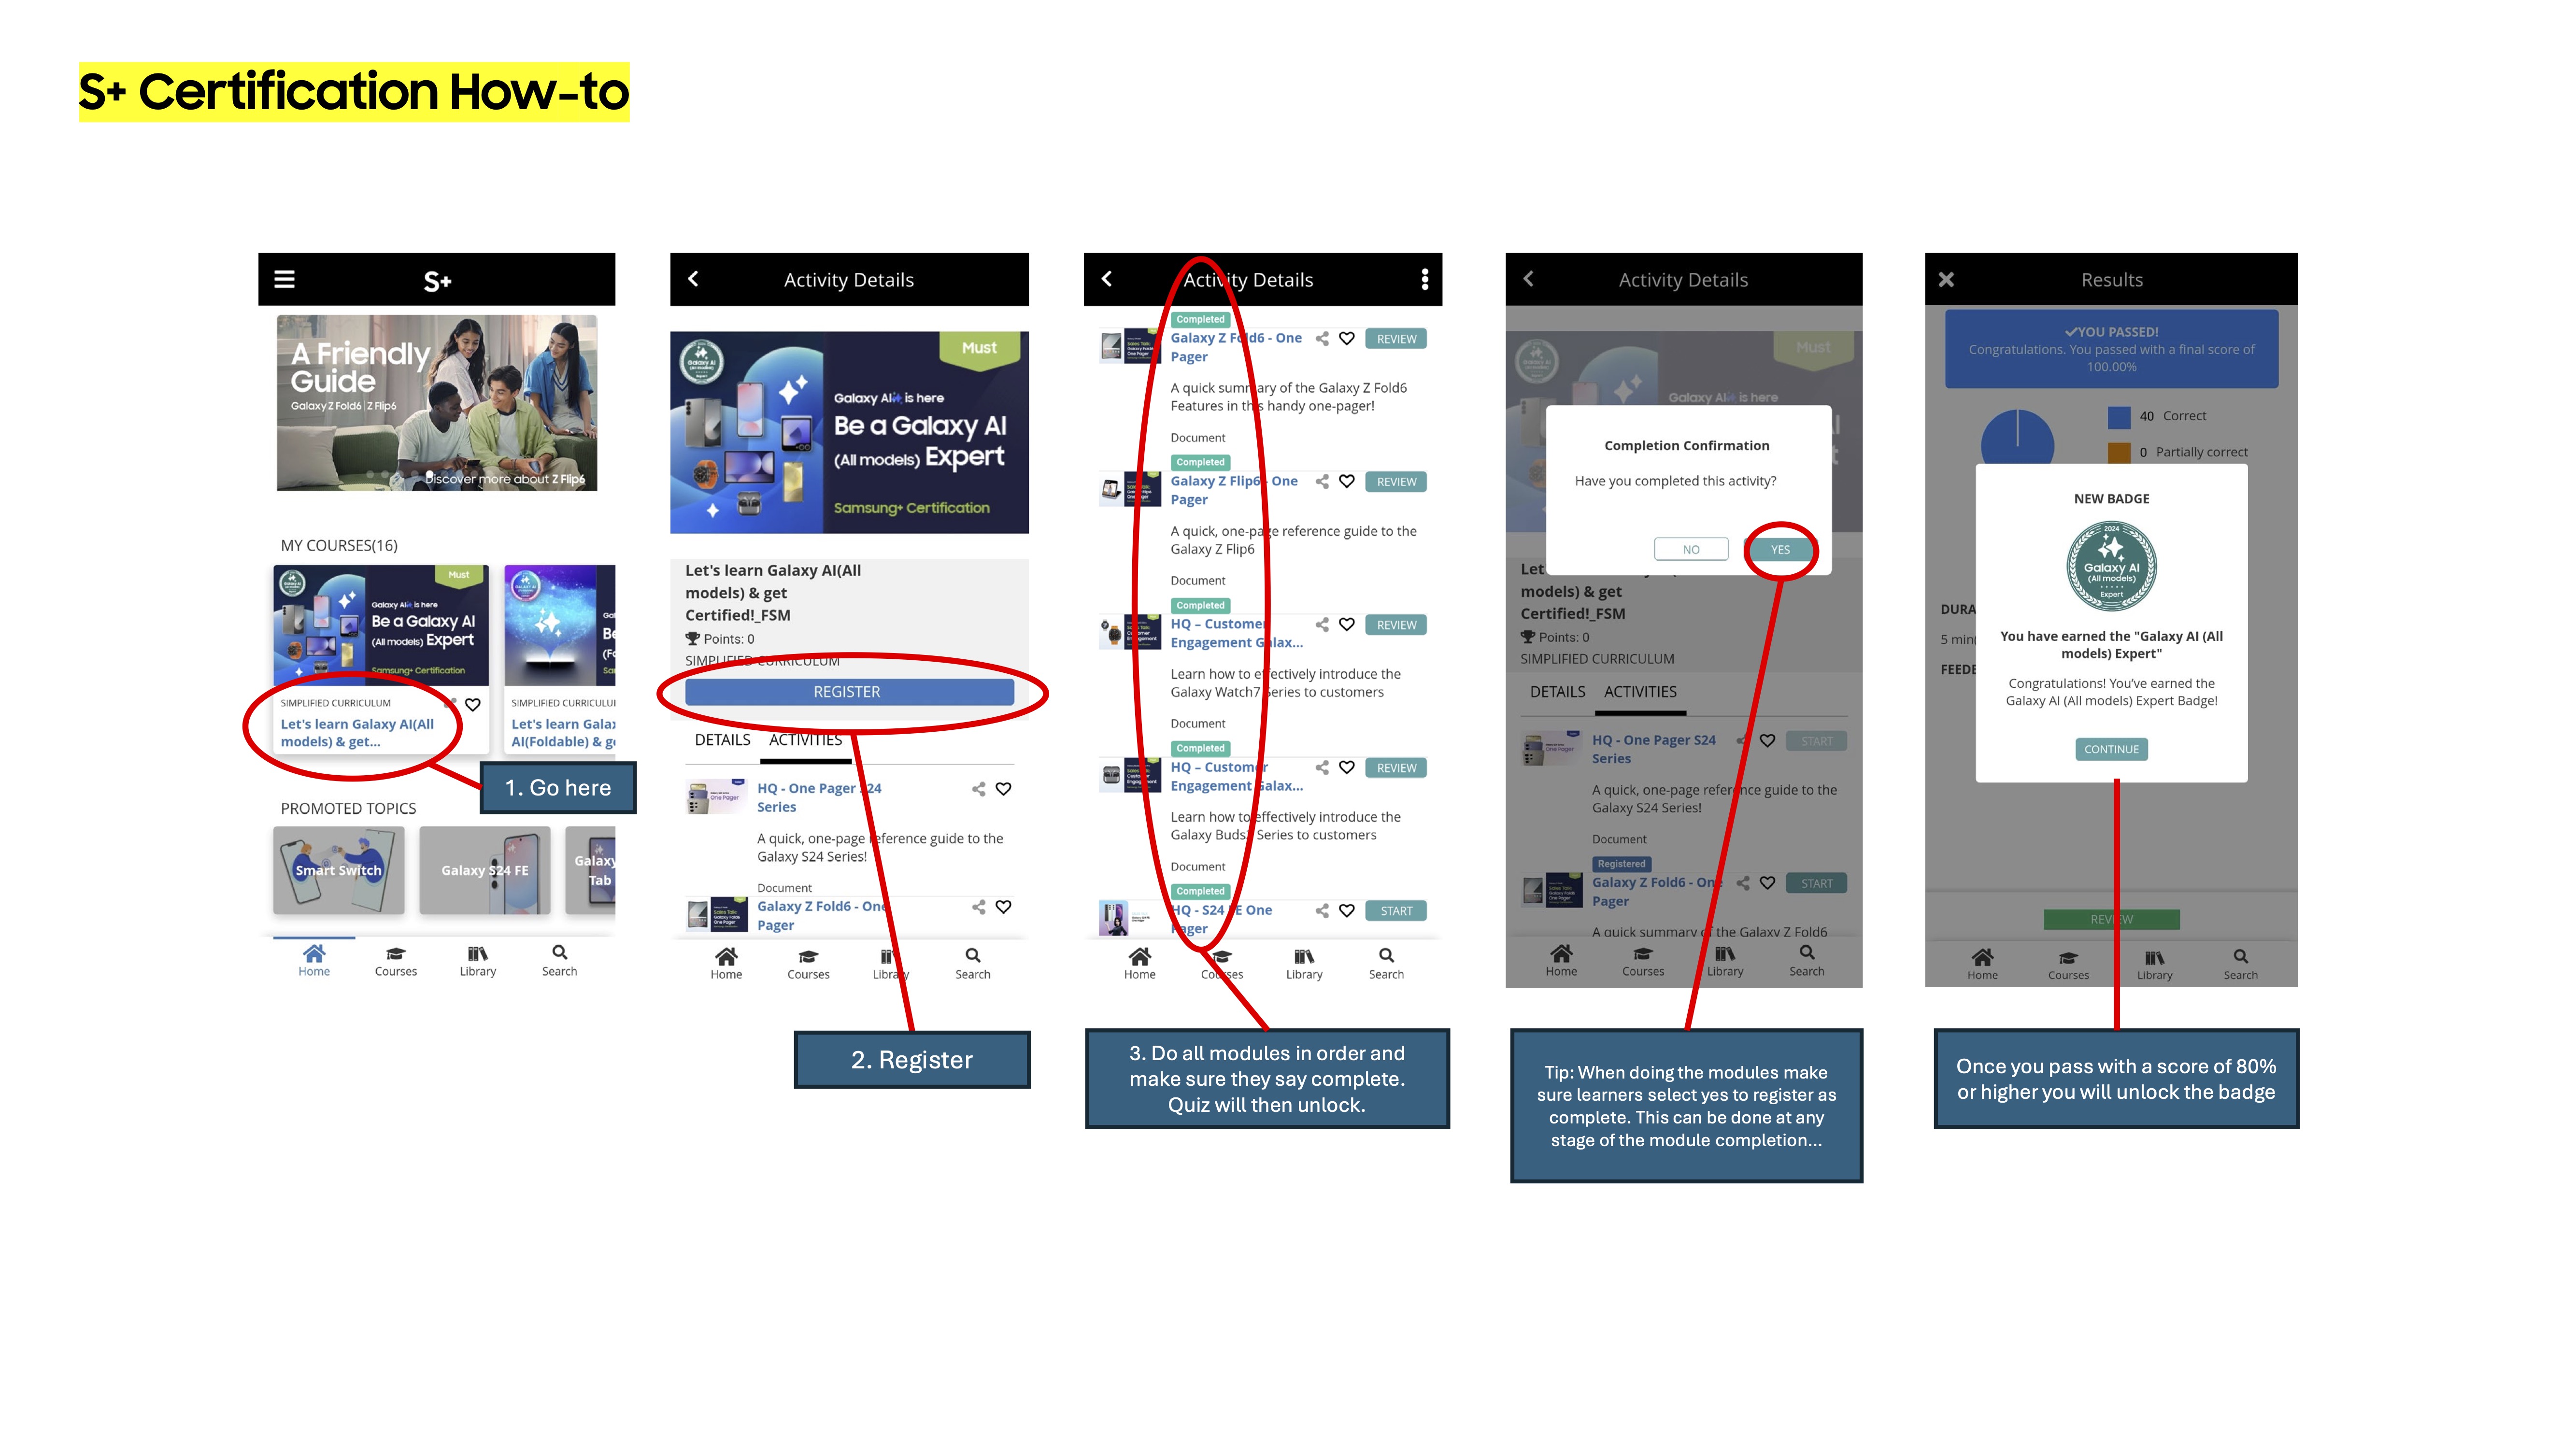 S+ Certification How-to
S+
A Friendly
Guide
Galaxy Z Fold6 | Z Flip6
Discover more about Z Flip6
MY COURSES(16)
Must
Galaxy AI is here
Be a Galaxy AI
(All models) Expert
Samsung+ Certification
SIMPLIFIED CURRICULUM
Let's learn Galaxy AI(All
models) & get...
SIMPLIFIED CURRICULU
Let's learn Gala
AI(Foldable) & g
1. Go here
PROMOTED TOPICS
Smart Switch
Galaxy S24 FE
Galaxy
Tab
Home
Courses
Library
Search
Activity Details
Must
Galaxy AI is here
Be a Galaxy AI
(All models) Expert
Samsung+ Certification
Let's learn Galaxy AI(All
models) & get
Certified!_FSM
Points: 0
SIMPLIFIED CURRICULUM
REGISTER
DETAILS
ACTIVITIES
HQ - One Pager S24
Series
A quick, one-page reference guide to the
Galaxy S24 Series!
Document
Galaxy Z Fold6 - One
Pager
Home
Courses
Library
Search
2. Register
Activity Details
Completed
Galaxy Z Fold6 - One
Pager
REVIEW
A quick summary of the Galaxy Z Fold6
Features in this handy one-pager!
Document
Completed
Galaxy Z Flip6 - One
Pager
REVIEW
A quick, one-page reference guide to the
Galaxy Z Flip6
Document
Completed
HQ – Customer
Engagement Galax...
REVIEW
Learn how to effectively introduce the
Galaxy Watch7 Series to customers
Document
Completed
HQ – Customer
Engagement Galax...
REVIEW
Learn how to effectively introduce the
Galaxy Buds3 Series to customers
Document
Completed
HQ - S24 FE One
Pager
START
Home
Courses
Library
Search
3. Do all modules in order and
make sure they say complete.
Quiz will then unlock.
Activity Details
Must
Galaxy AI is here
Completion Confirmation
Have you completed this activity?
NO
YES
Let
models) & get
Certified!_FSM
Points: 0
SIMPLIFIED CURRICULUM
DETAILS
ACTIVITIES
HQ - One Pager S24
Series
START
A quick, one-page reference guide to the
Galaxy S24 Series!
Document
Registered
Galaxy Z Fold6 - One
Pager
START
A quick summary of the Galaxy Z Fold6
Home
Courses
Library
Search
Tip: When doing the modules make
sure learners select yes to register as
complete. This can be done at any
stage of the module completion...
Results
YOU PASSED!
Congratulations. You passed with a final score of
100.00%
40 Correct
0 Partially correct
DURA
5 min
FEEDE
NEW BADGE
2024
Galaxy AI
(All models)
Expert
You have earned the "Galaxy AI (All
models) Expert"
Congratulations! You've earned the
Galaxy AI (All models) Expert Badge!
CONTINUE
REVIEW
Home
Courses
Library
Search
Once you pass with a score of 80%
or higher you will unlock the badge